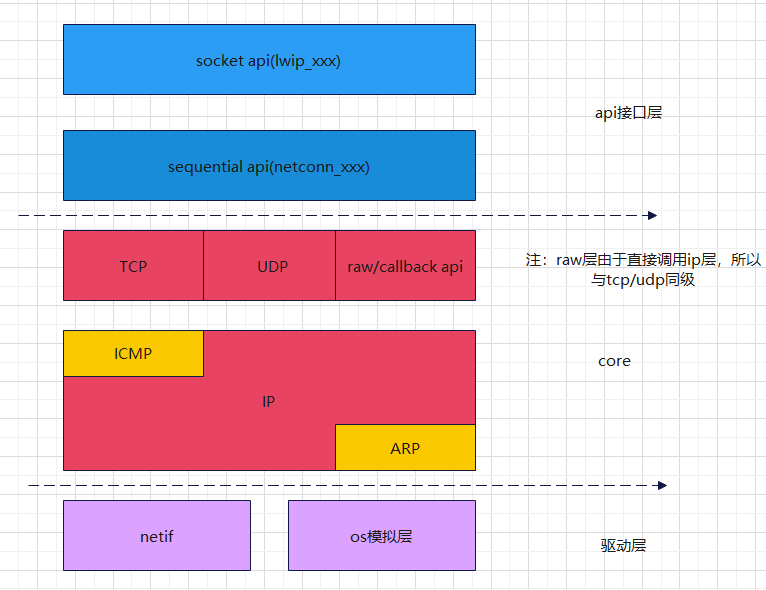 socket api(lwip_xxx)
api接口层
sequential api(netconn_xxx)
TCP
UDP
raw/callback api
注：raw层由于直接调用ip层，所以
与tcp/udp同级
ICMP
core
IP
ARP
netif
os模拟层
驱动层